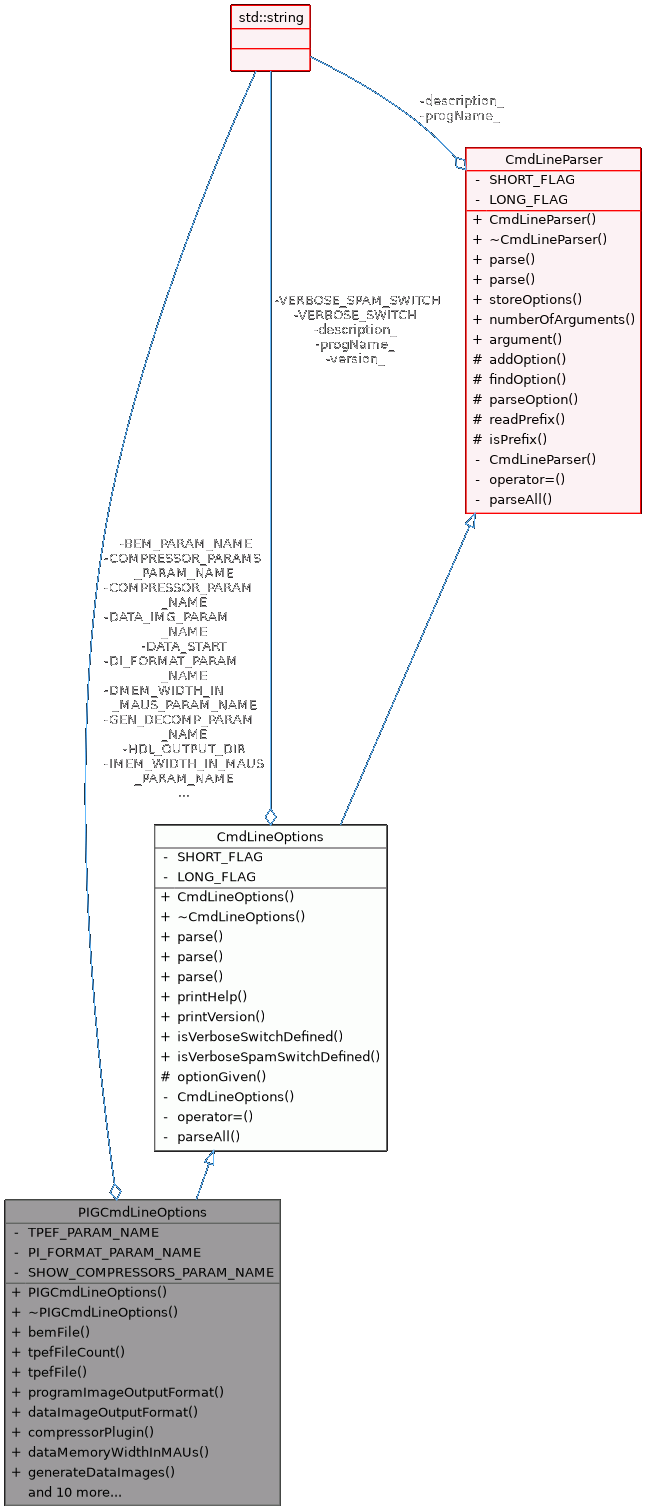 std::string
-description_
-progName_
CmdLineParser
- SHORT_FLAG
- LONG_FLAG
+ CmdLineParser()
+ ~CmdLineParser()
+ parse()
+ parse()
+ storeOptions()
+ numberOfArguments()
+ argument()
# addOption()
# findOption()
# parseOption()
# readPrefix()
# isPrefix()
- CmdLineParser()
- operator=()
- parseAll()
-VERBOSE_SPAM_SWITCH
-VERBOSE_SWITCH
-description_
-progName_
-version_
-BEM_PARAM_NAME
-COMPRESSOR_PARAMS
_PARAM_NAME
-COMPRESSOR_PARAM
_NAME
-DATA_IMG_PARAM
_NAME
-DATA_START
-DI_FORMAT_PARAM
_NAME
-DMEM_WIDTH_IN
_MAUS_PARAM_NAME
-GEN_DECOMP_PARAM
_NAME
-HDL_OUTPUT_DIR
-IMEM_WIDTH_IN_MAUS
_PARAM_NAME
...
CmdLineOptions
- SHORT_FLAG
- LONG_FLAG
+ CmdLineOptions()
+ ~CmdLineOptions()
+ parse()
+ parse()
+ parse()
+ printHelp()
+ printVersion()
+ isVerboseSwitchDefined()
+ isVerboseSpamSwitchDefined()
# optionGiven()
- CmdLineOptions()
- operator=()
- parseAll()
PIGCmdLineOptions
- TPEF_PARAM_NAME
- PI_FORMAT_PARAM_NAME
- SHOW_COMPRESSORS_PARAM_NAME
+ PIGCmdLineOptions()
+ ~PIGCmdLineOptions()
+ bemFile()
+ tpefFileCount()
+ tpefFile()
+ programImageOutputFormat()
+ dataImageOutputFormat()
+ compressorPlugin()
+ dataMemoryWidthInMAUs()
+ generateDataImages()
and 10 more...